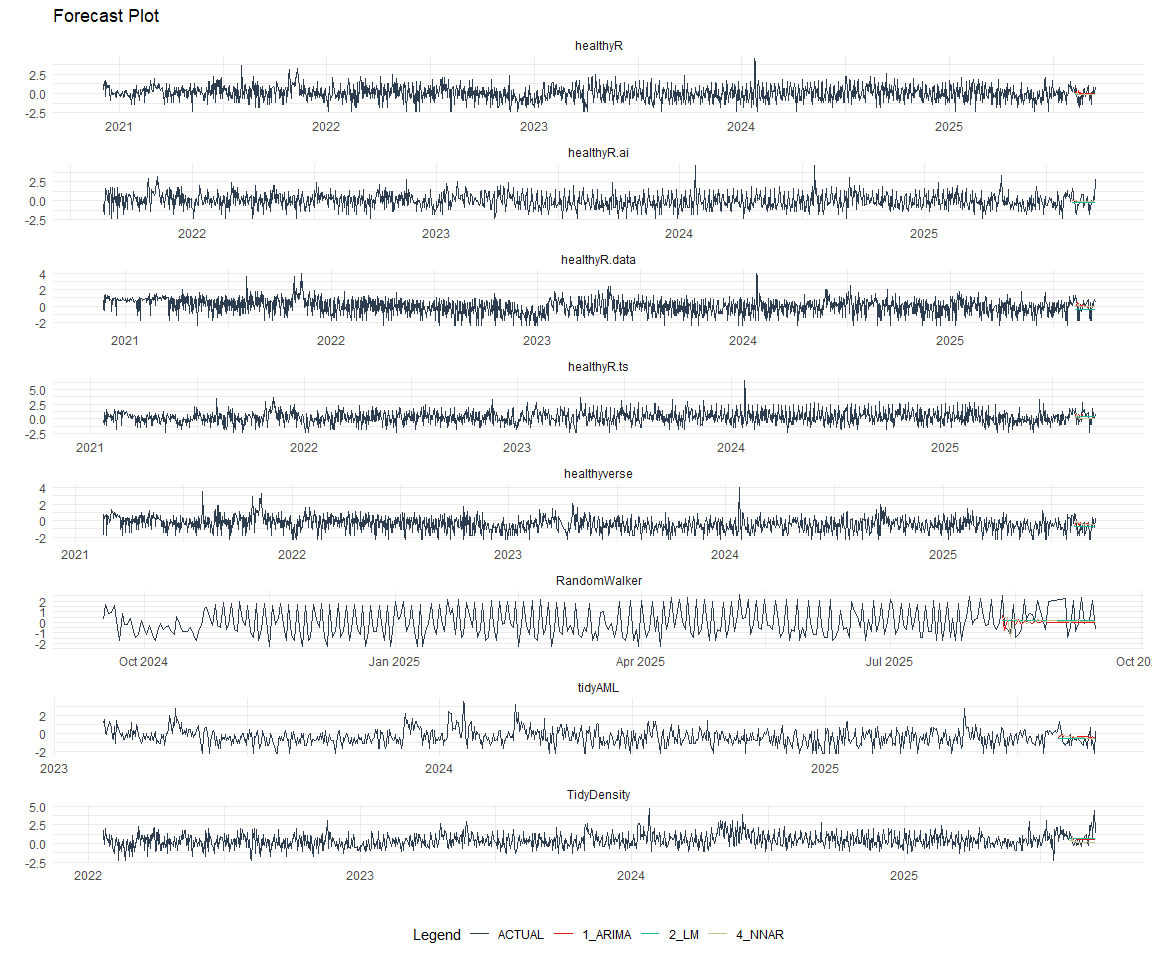 Forecast Plot
healthyR
2.5
0.0
-2.5
2021 2022 2023 2024 2025
healthyR.ai
2.5
0.0
-2.5
2022 2023 2024 2025
healthyR.data
4
2
0
-2
2021 2022 2023 2024 2025
healthyR.ts
5.0
2.5
0.0
-2.5
2021 2022 2023 2024 2025
healthyverse
4
2
0
-2
2021 2022 2023 2024 2025
RandomWalker
2
1
0
-1
-2
Oct 2024 Jan 2025 Apr 2025 Jul 2025 Oct
tidyAML
2
0
-2
2023 2024 2025
TidyDensity
5.0
2.5
0.0
-2.5
2022 2023 2024 2025
Legend ACTUAL 1_ARIMA 2_LM 4_NNAR